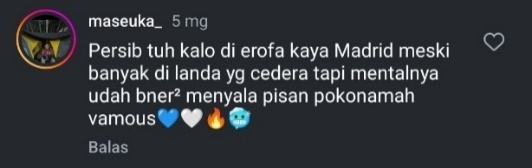 maseuka_ 5 mg
Persib tuh kalo di erofa kaya Madrid meski
banyak di landa yg cedera tapi mentalnya
udah bner² menyala pisan pokonamah
vamous💙🤍🔥🥶
Balas